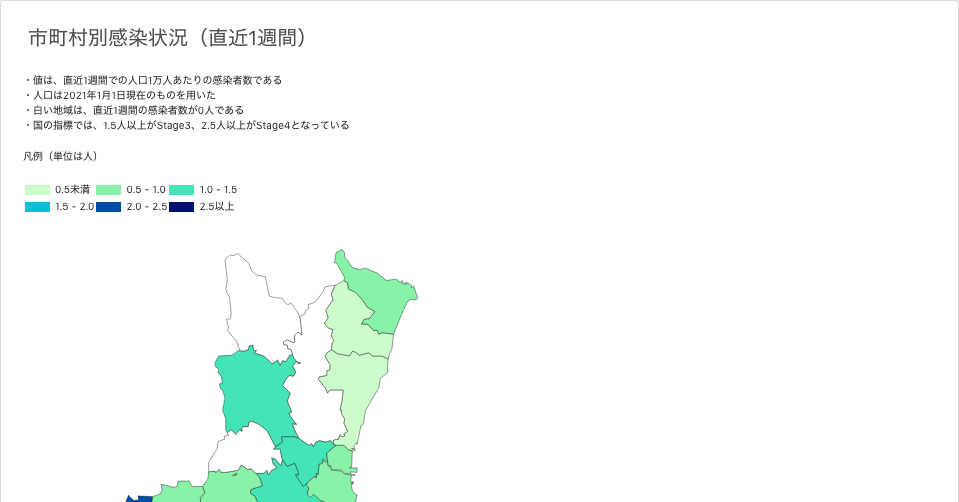 市町村別感染状況（直近1週間）
・値は、直近1週間での人口1万人あたりの感染者数である
・人口は2021年1月1日現在のものを用いた
・白い地域は、直近1週間の感染者数が0人である
・国の指標では、1.5人以上がStage3、2.5人以上がStage4となっている
凡例（単位は人）
0.5未満 0.5 - 1.0 1.0 - 1.5
1.5 - 2.0 2.0 - 2.5 2.5以上